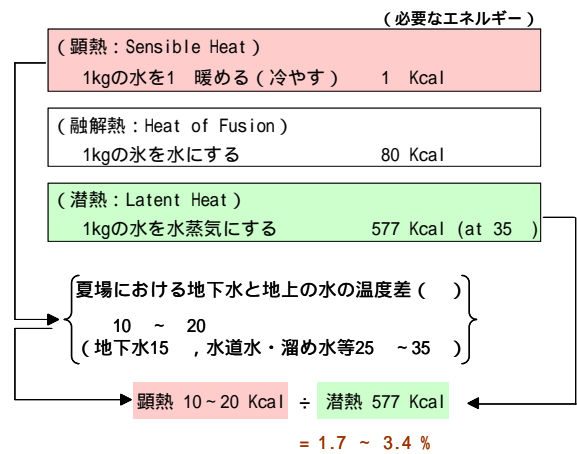 （必要なエネルギー）
（顕熱：Sensible Heat）
1kgの水を1　暖める（冷やす）　1 Kcal
（融解熱：Heat of Fusion）
1kgの氷を水にする　80 Kcal
（潜熱：Latent Heat）
1kgの水を水蒸気にする　577 Kcal (at 35　)
夏場における地下水と地上の水の温度差（　）
10　～　20
（地下水15　,水道水・溜め水等25　～35　）
顕熱 10～20 Kcal ÷ 潜熱 577 Kcal
= 1.7 ～ 3.4 %